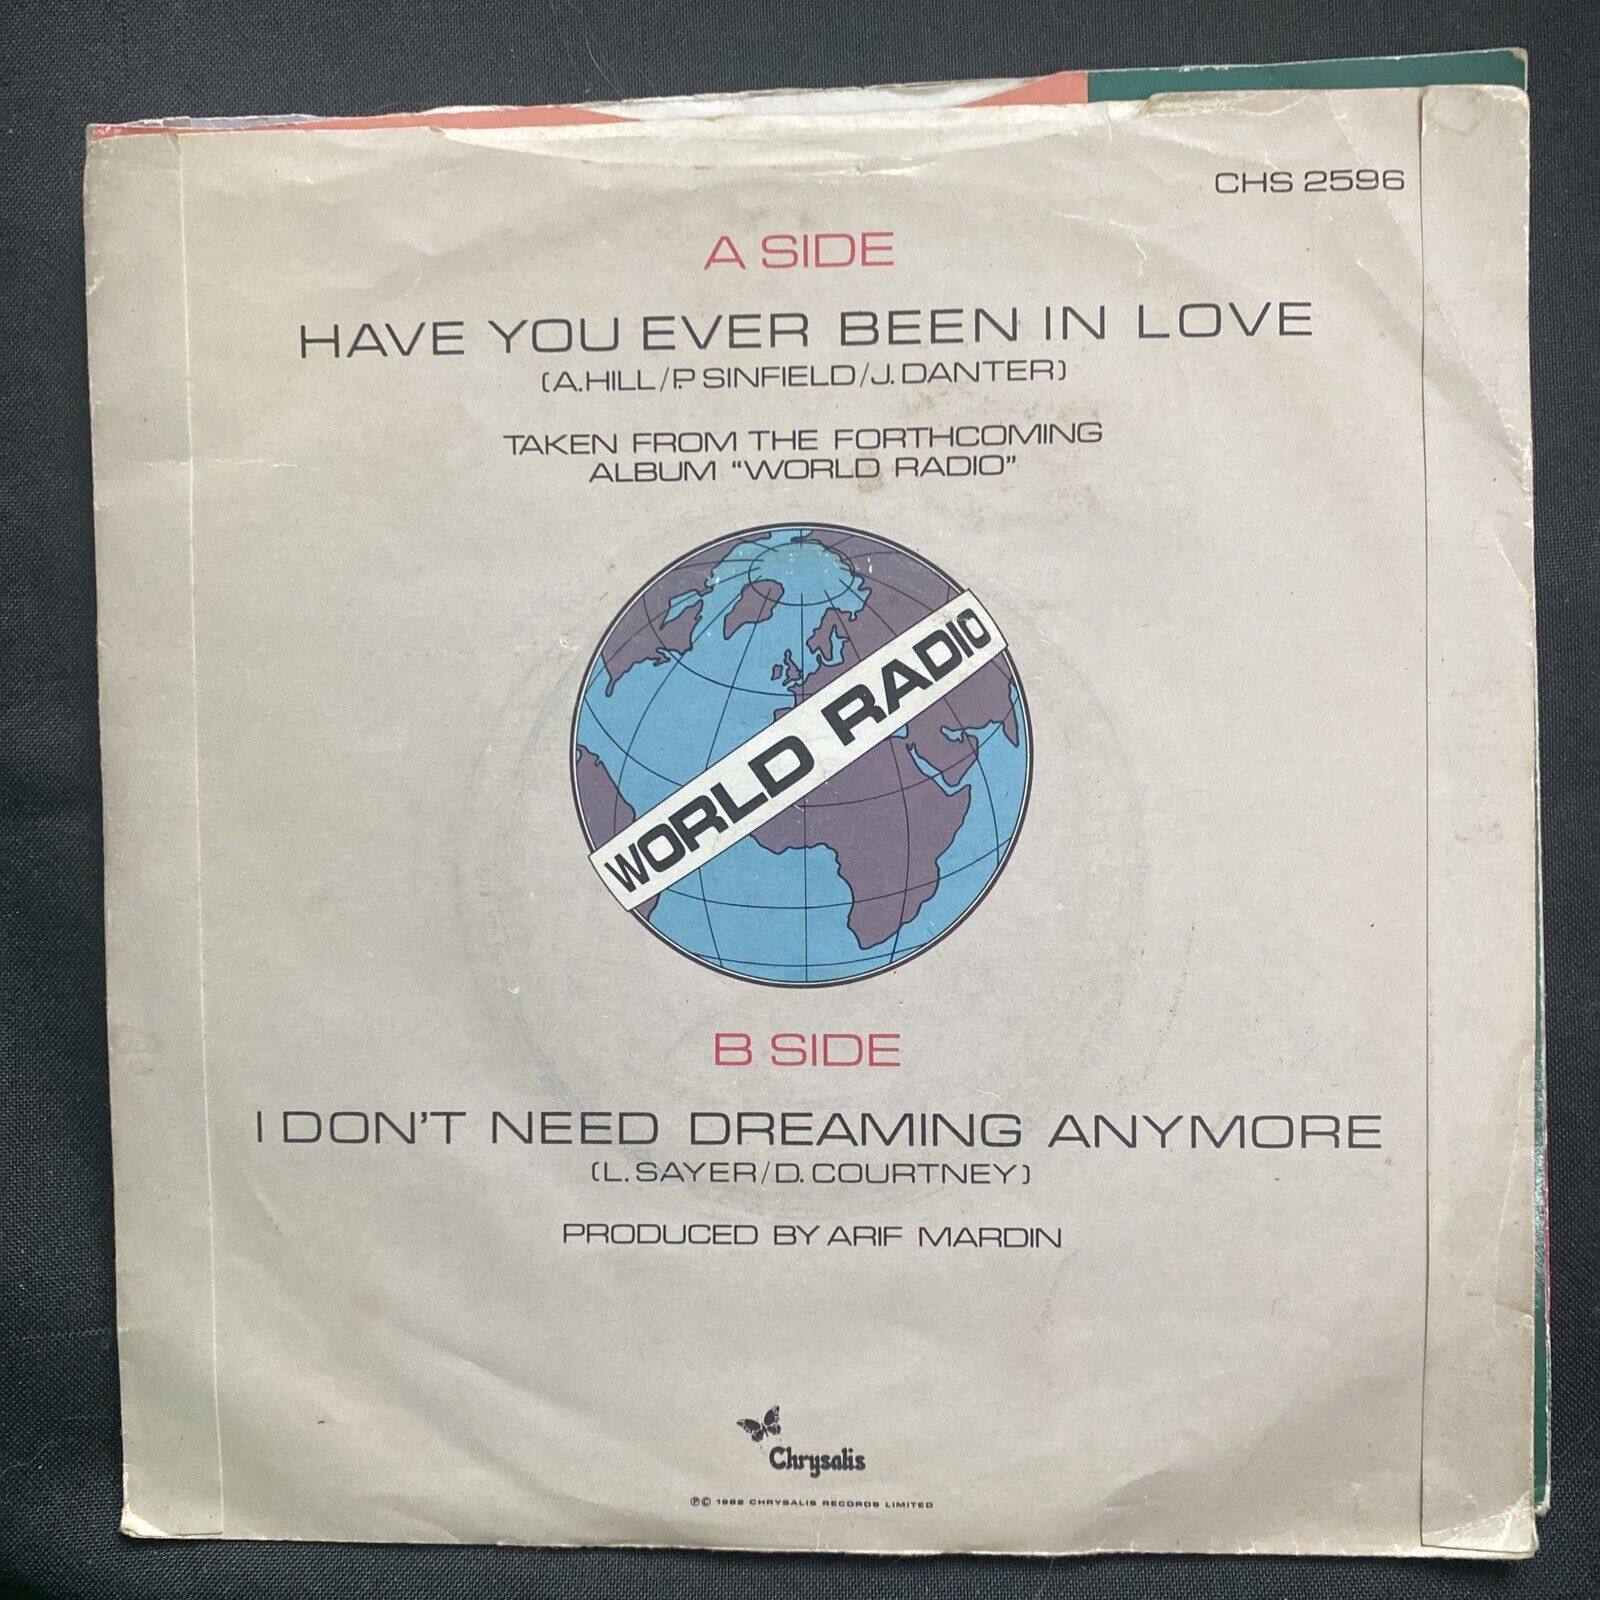 CHS 2596
A SIDE
HAVE YOU EVER BEEN IN LOVE
(A.HILL/P.SINFIELD/J.DANTER)
TAKEN FROM THE FORTHCOMING
ALBUM "WORLD RADIO"
WORLD RADIO
B SIDE
I DON'T NEED DREAMING ANYMORE
(L.SAYER/D.COURTNEY)
PRODUCED BY ARIF MARDIN
Chrysalis
℗© 1982 CHRYSALIS RECORDS LIMITED